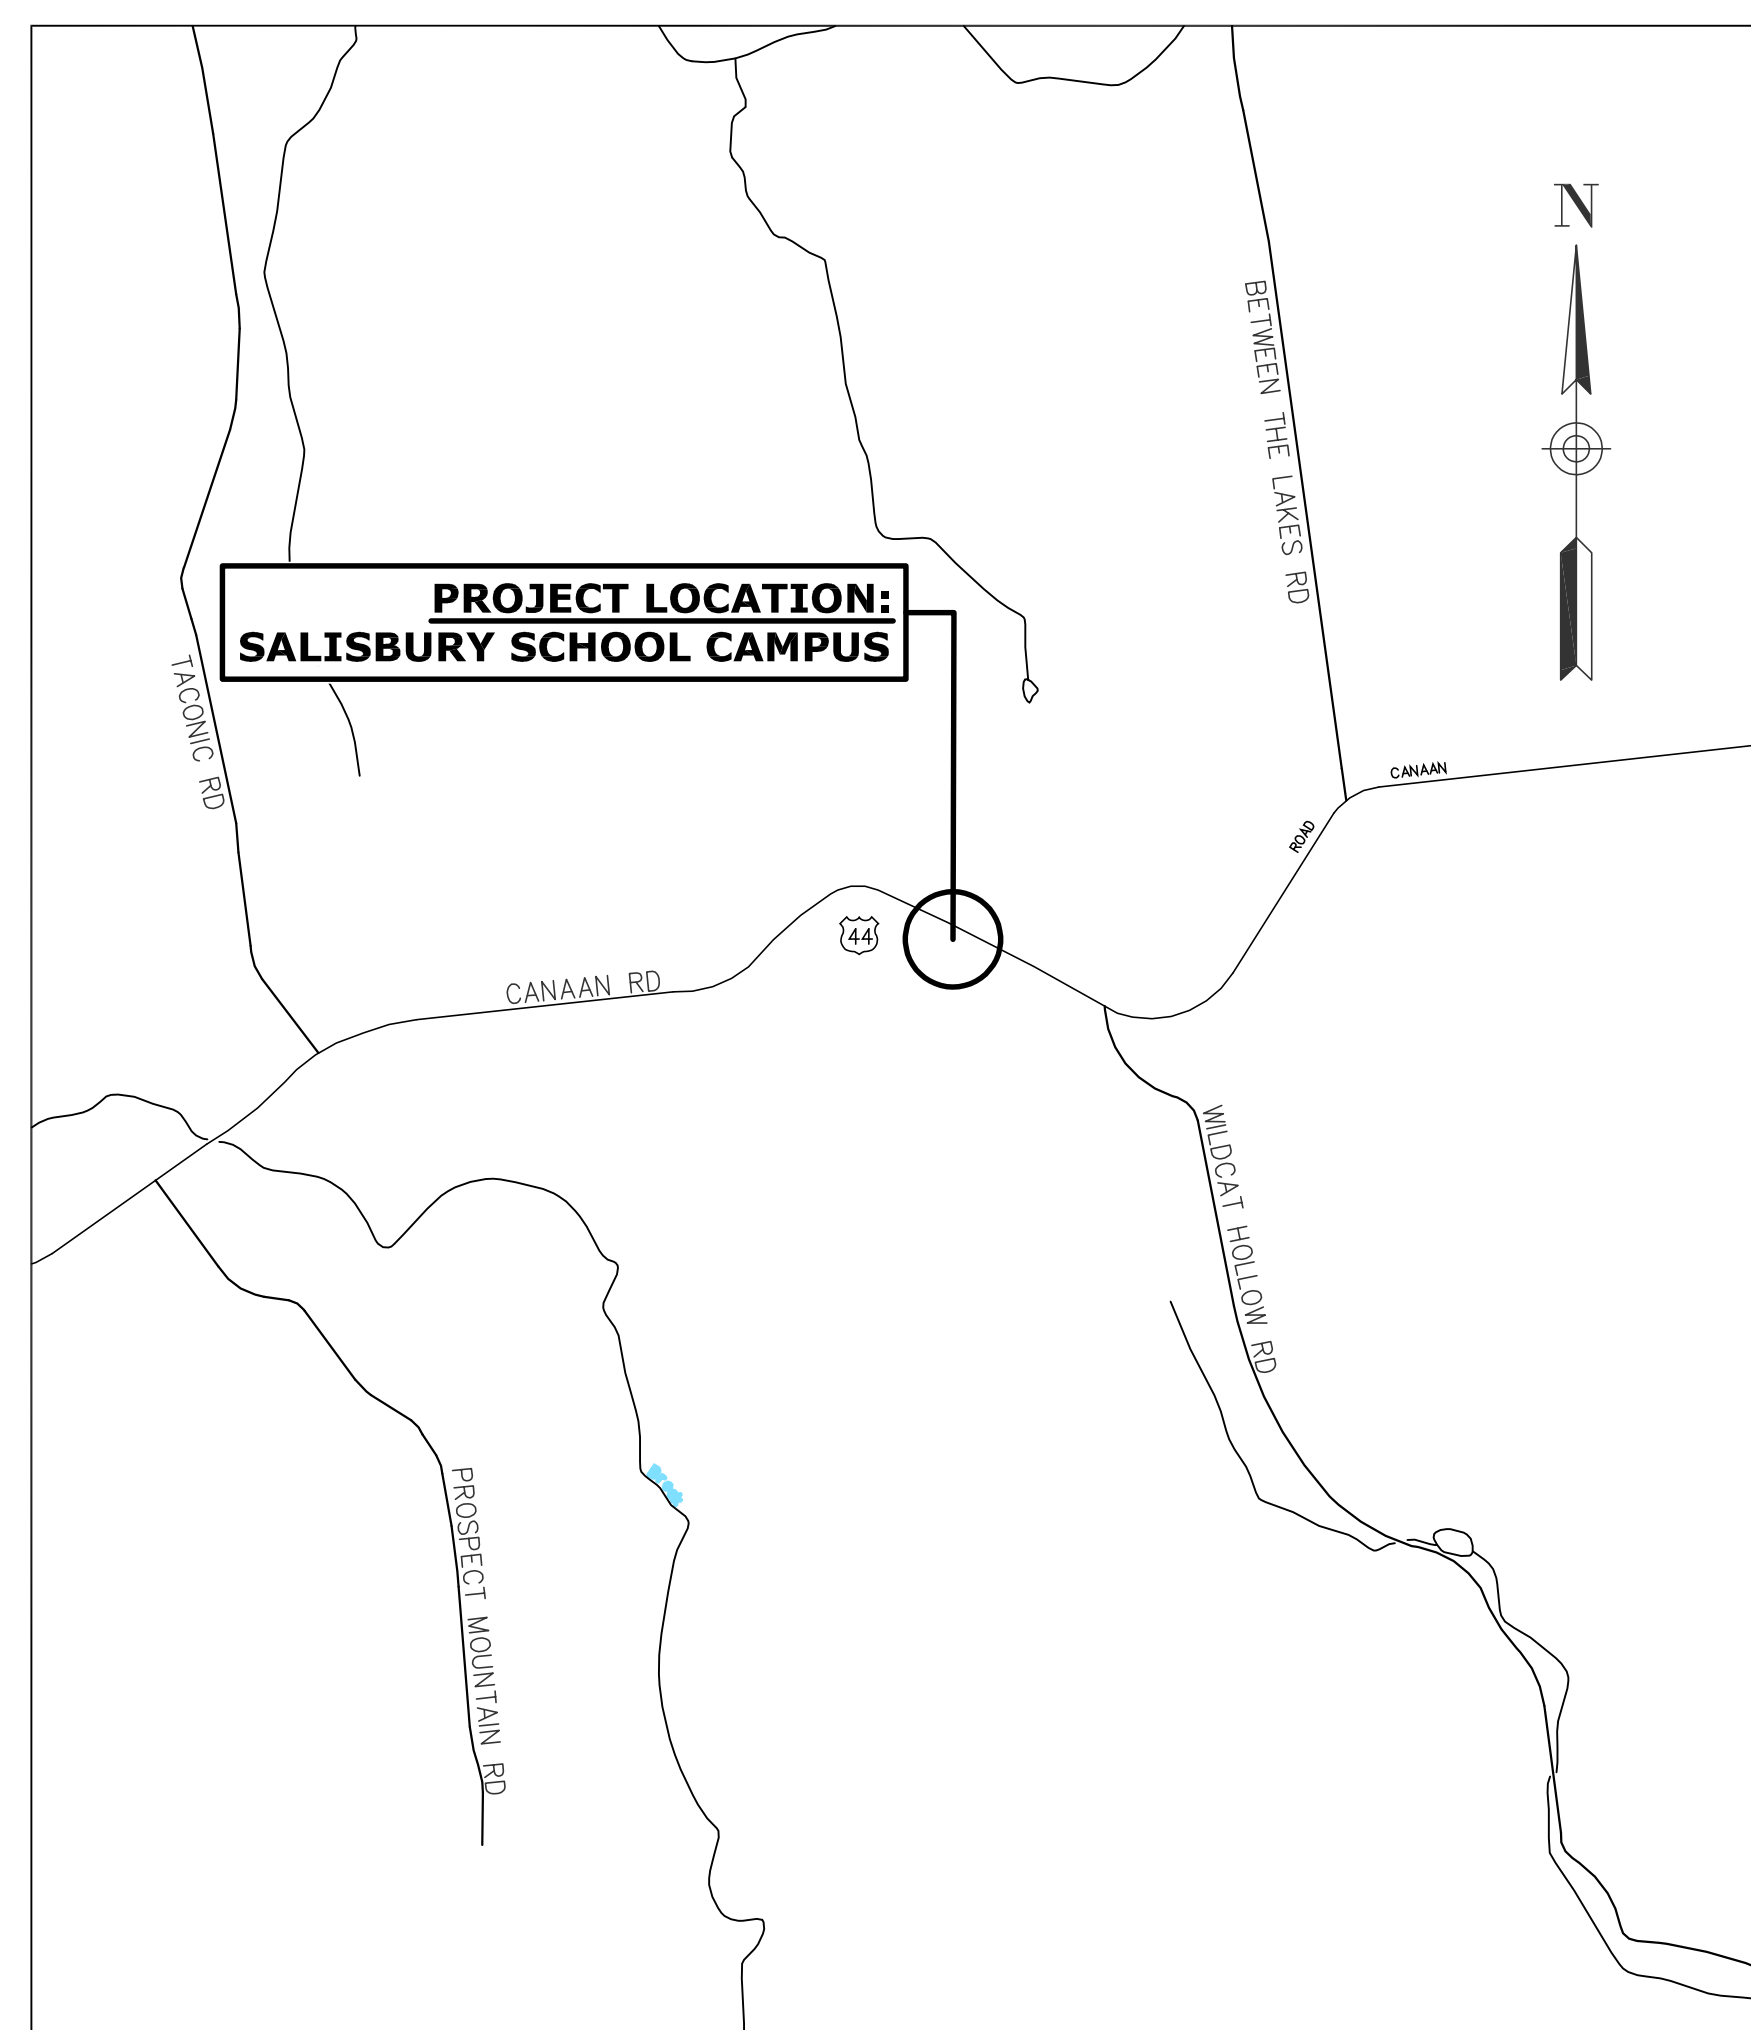 N
BETWEEN THE LAKES RD
PROJECT LOCATION:
SALISBURY SCHOOL CAMPUS
TACONIC RD
CANAAN
ROAD
44
CANAAN RD
WILDCAT HOLLOW RD
PROSPECT MOUNTAIN RD